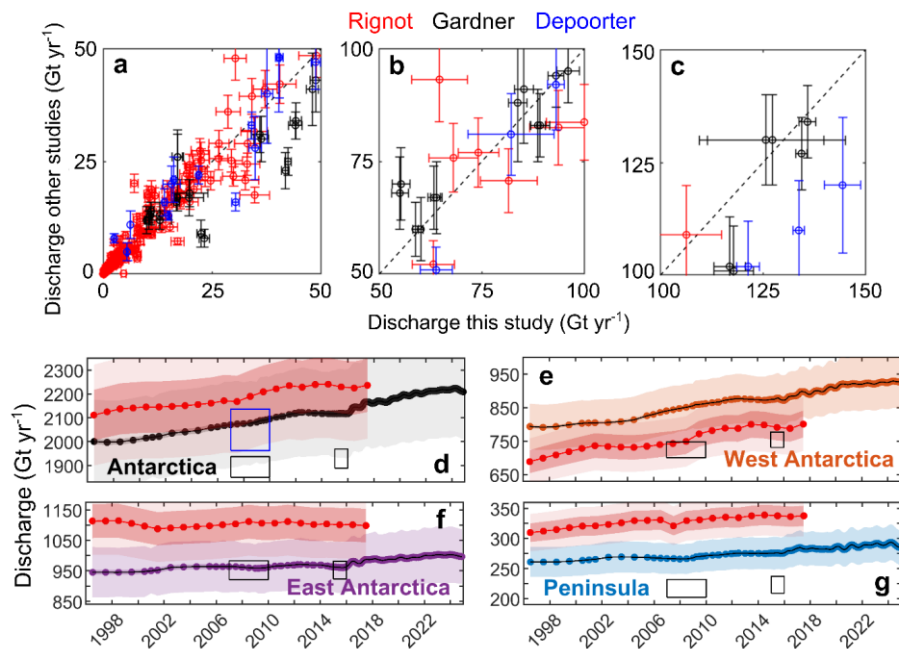 Rignot Gardner Depoorter
a
b
c
50
25
0
0
25
50
100
75
50
50
75
100
150
125
100
100
125
150
Discharge other studies (Gt yr⁻¹)
Discharge this study (Gt yr⁻¹)
Discharge (Gt yr⁻¹)
2300
2200
2100
2000
1900
Antarctica
d
950
850
750
650
e
West Antarctica
1150
1050
950
850
f
East Antarctica
350
300
250
200
g
Peninsula
1998 2002 2006 2010 2014 2018 2022
1998 2002 2006 2010 2014 2018 2022